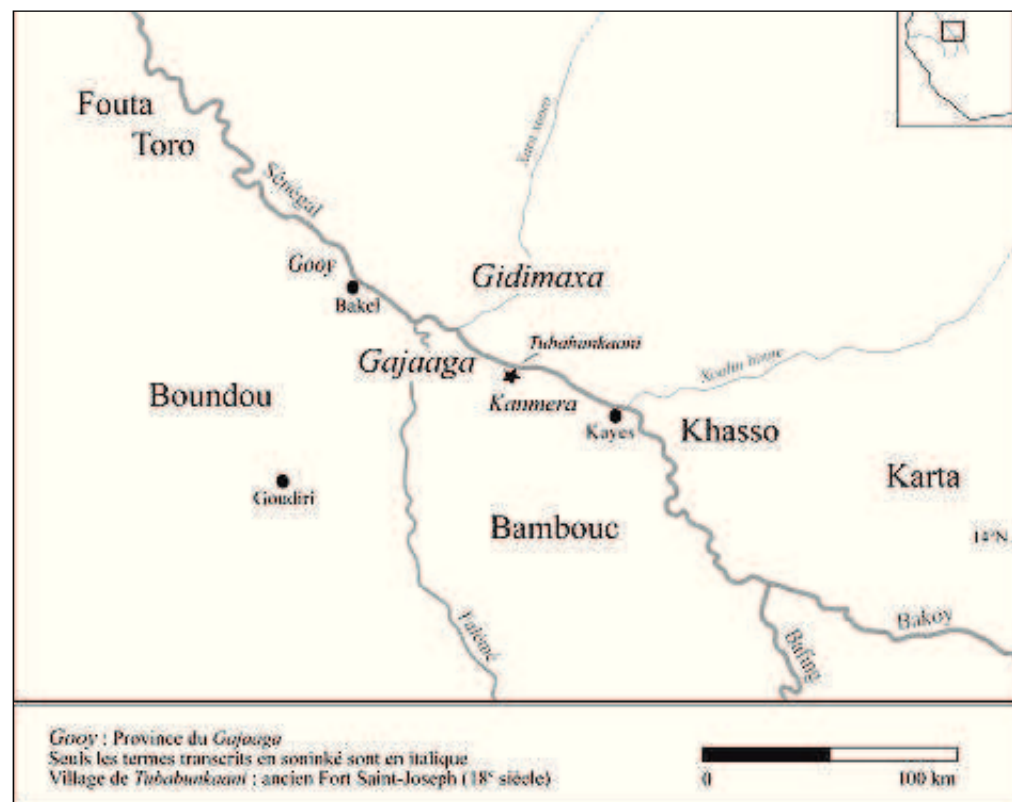 Fouta
Toro
Sénégal
Gooy
Bakel
Gidimaxa
Tubabunkaani
Gajaaga
Kanmera
Boundou
Kayes
Khasso
Goudiri
Karta
Bambouc
14°N
Falémé
Bafing
Bakoy
Gooy : Province du Gajaaga
Seuls les termes transcrits en soninké sont en italique
Village de Tubabunkaani : ancien Fort Saint-Joseph (18e siècle)
0 100 km